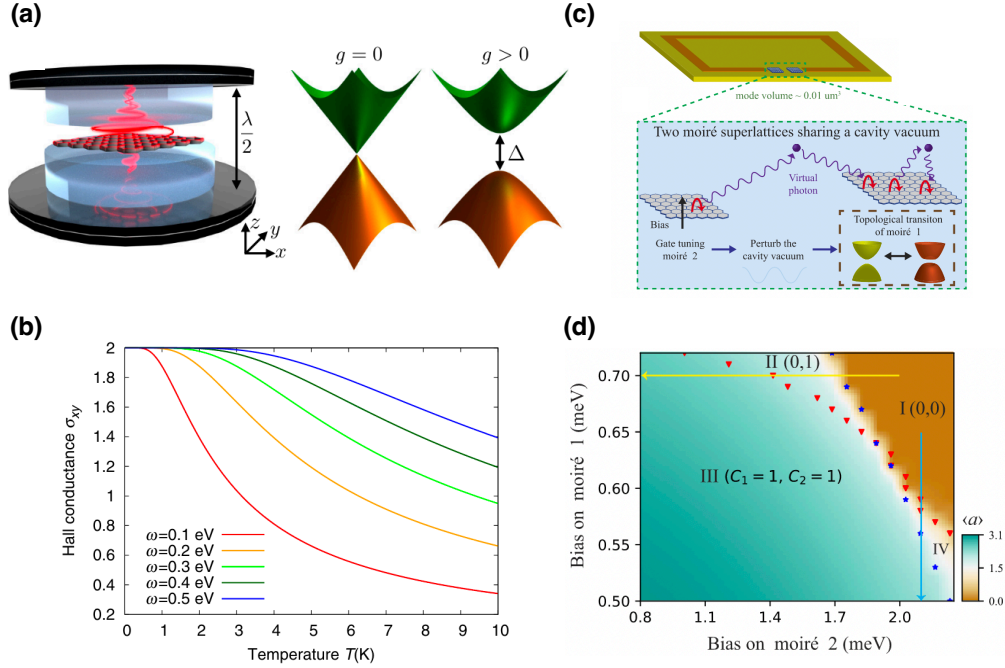 (a)
g = 0
g > 0
λ
2
Δ
z
y
x
(b)
Hall conductance σxy
2
1.8
1.6
1.4
1.2
1
0.8
0.6
0.4
0.2
ω=0.1 eV
ω=0.2 eV
ω=0.3 eV
ω=0.4 eV
ω=0.5 eV
0 1 2 3 4 5 6 7 8 9 10
Temperature T(K)
(c)
mode volume ~ 0.01 um³
Two moiré superlattices sharing a cavity vacuum
Virtual
photon
Bias
Gate tuning
moiré 2
Perturb the
cavity vacuum
Topological transiton
of moiré 1
(d)
Bias on moiré 1 (meV)
0.70
0.65
0.60
0.55
0.50
II (0,1)
I (0,0)
III (C₁ = 1, C₂ = 1)
IV
⟨a⟩
3.1
1.5
0.0
0.8 1.1 1.4 1.7 2.0
Bias on moiré 2 (meV)